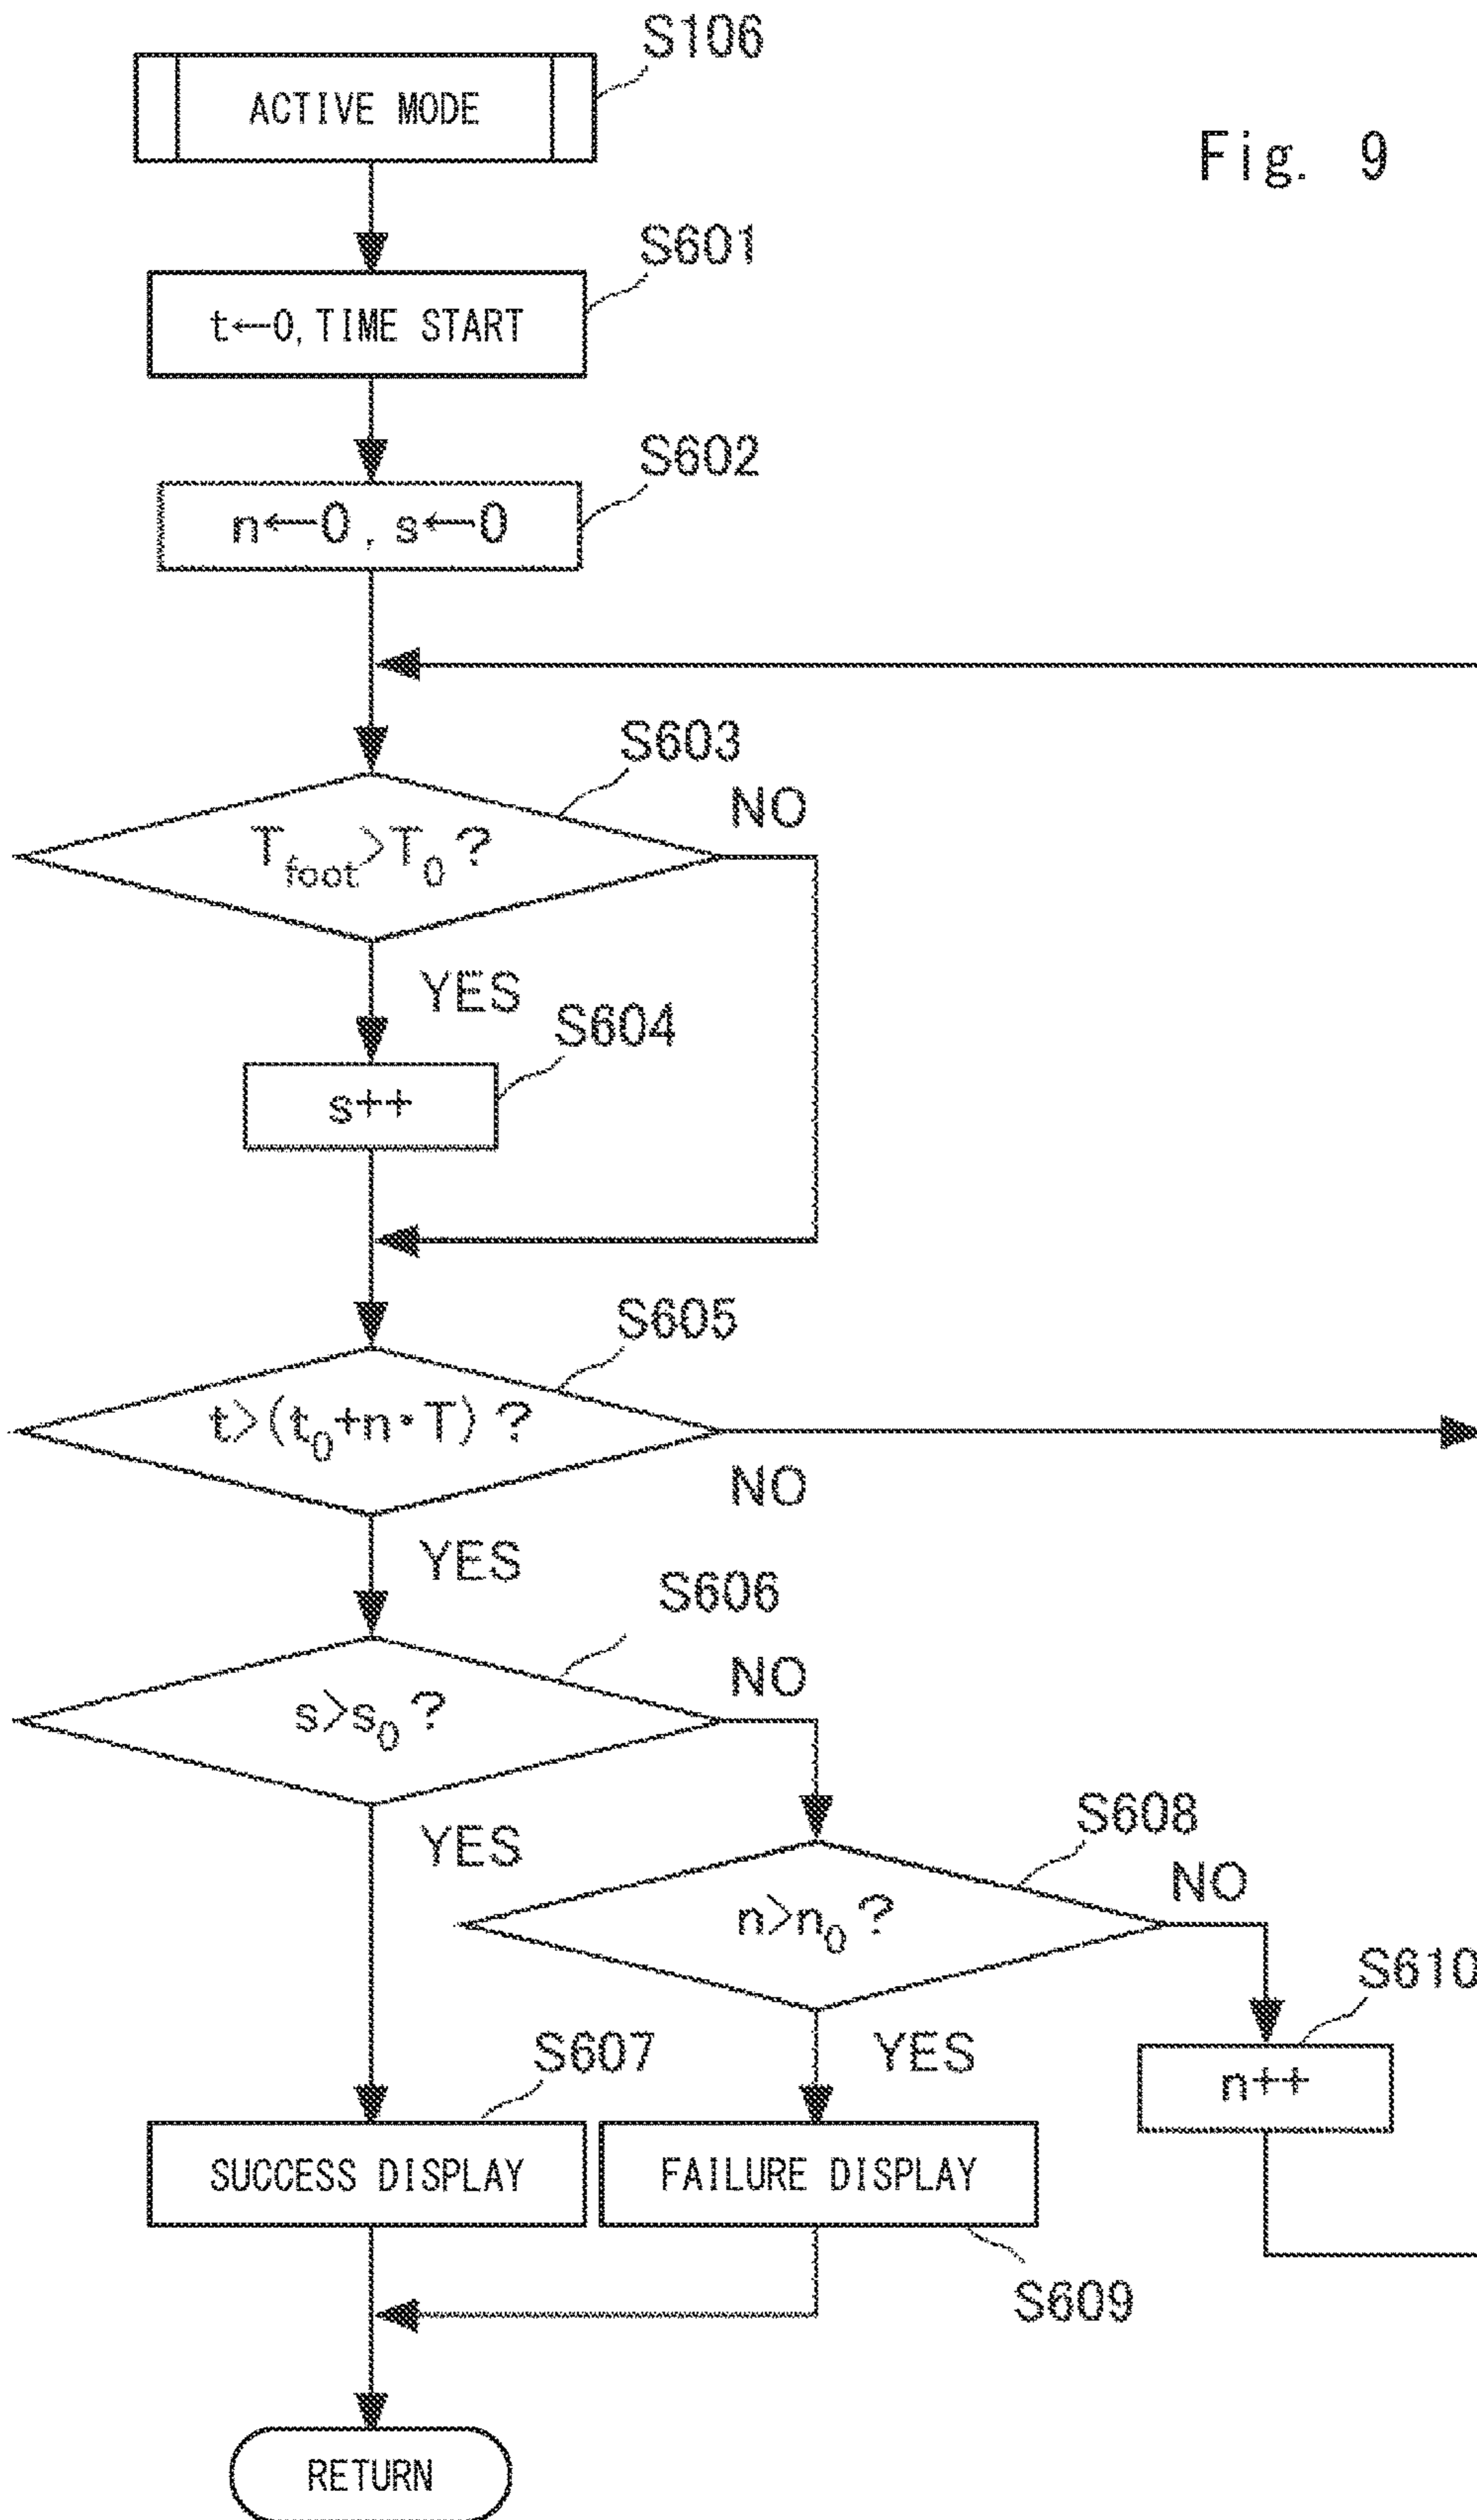 S106
ACTIVE MODE
Fig. 9
S601
t←0, TIME START
S602
n←0, s←0
S603
NO
T_foot>T_0?
YES
S604
s++
S605
t>(t_0+n·T)?
NO
YES
S606
NO
s>s_0?
YES
S608
NO
n>n_0?
S610
YES
n++
S607
SUCCESS DISPLAY
FAILURE DISPLAY
S609
RETURN